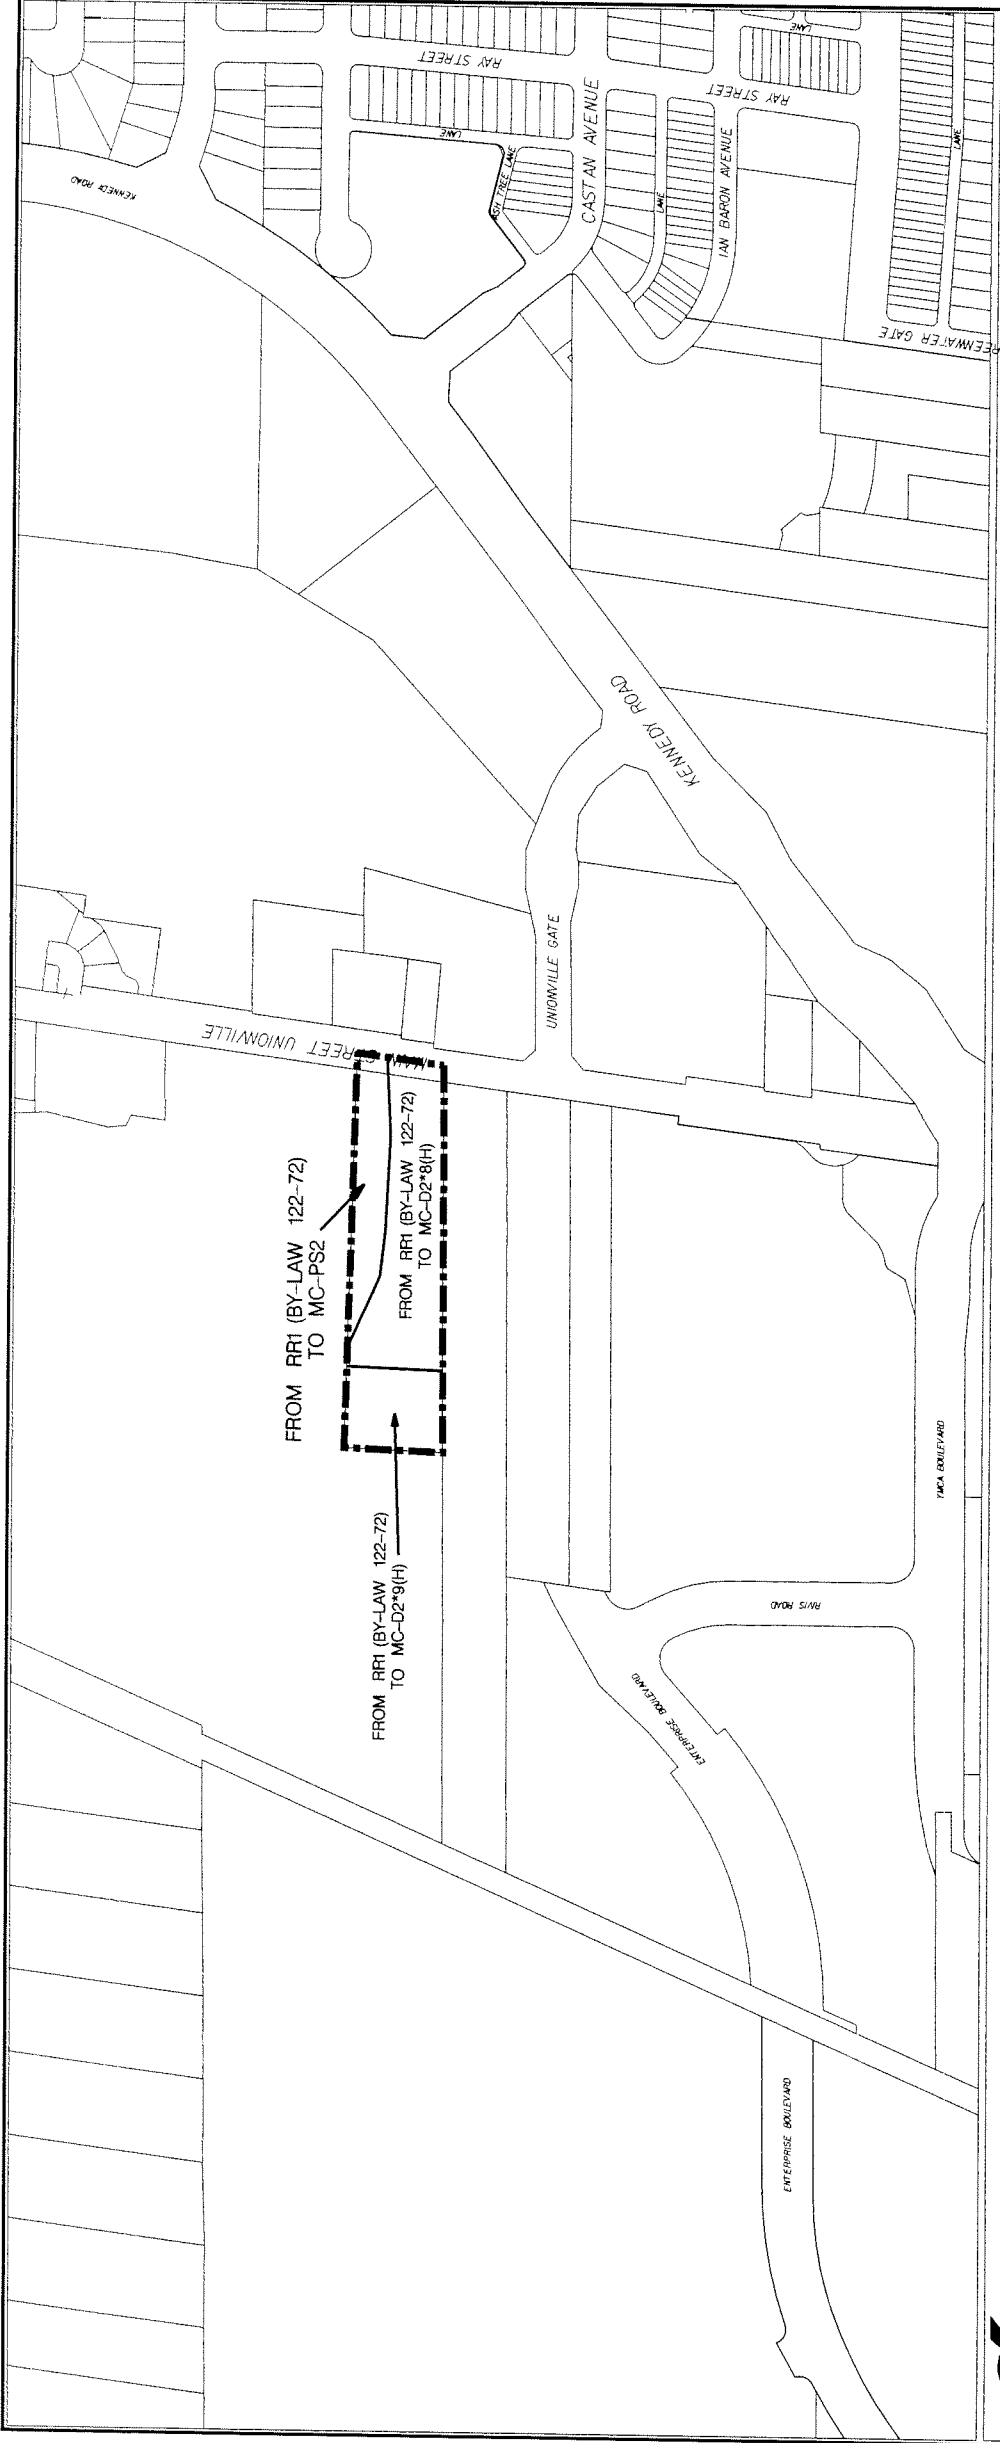 RAY STREET
LANE
KENNEDY ROAD
RAY STREET
LANE
CASTAN AVENUE
ASH TREE LANE
LANE
IAN BARON AVENUE
LANE
REENWATER GATE
KENNEDY ROAD
UNIONVILLE GATE
MAIN STREET UNIONVILLE
FROM RR1 (BY-LAW 122-72)
TO MC-PS2
FROM RR1 (BY-LAW 122-72)
TO MC-D2*8(H)
FROM RR1 (BY-LAW 122-72)
TO MC-D2*9(H)
YMCA BOULEVARD
RIVIS ROAD
ENTERPRISE BOULEVARD
ENTERPRISE BOULEVARD